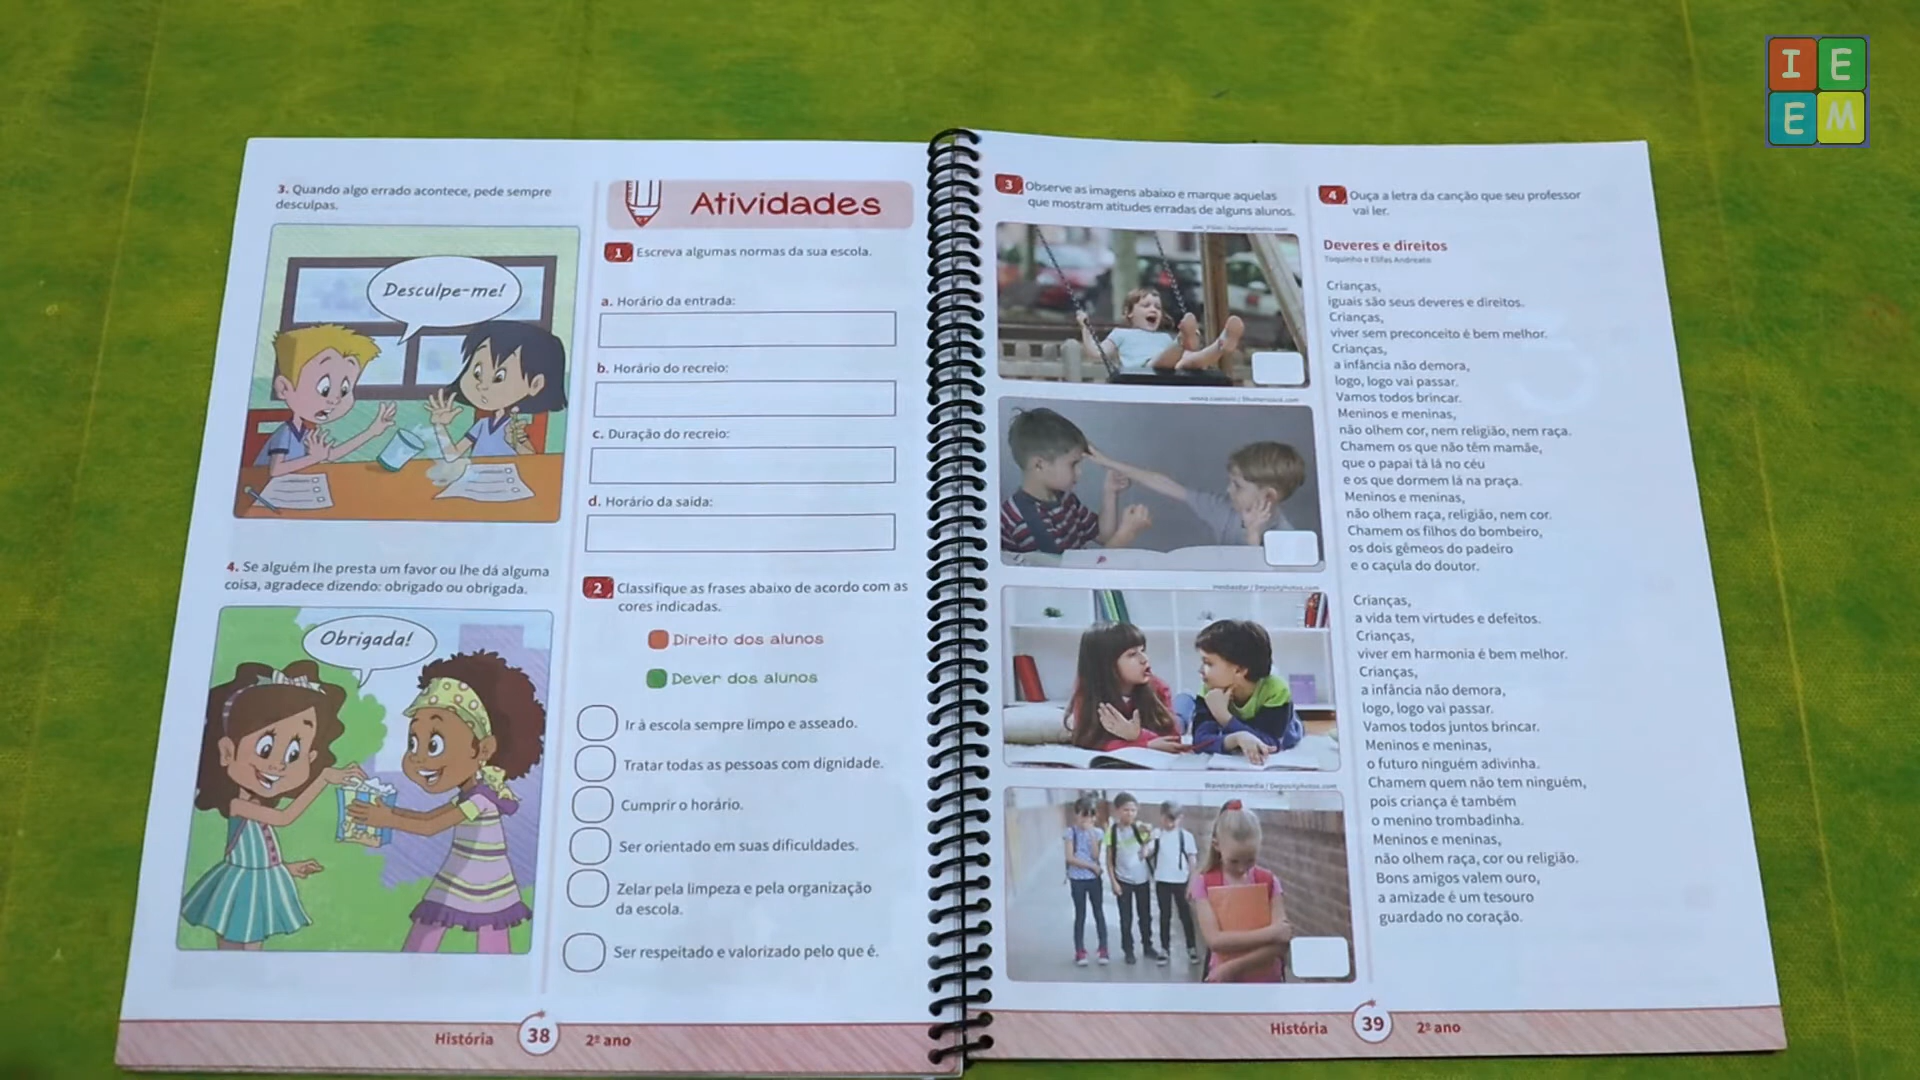 I E
E M
3. Quando algo errado acontece, pede sempre
desculpas.
Desculpe-me!
4. Se alguém lhe presta um favor ou lhe dá alguma
coisa, agradece dizendo: obrigado ou obrigada.
Obrigada!
Atividades
1 Escreva algumas normas da sua escola.
a. Horário da entrada:
b. Horário do recreio:
c. Duração do recreio:
d. Horário da saída:
2 Classifique as frases abaixo de acordo com as
cores indicadas.
Direito dos alunos
Dever dos alunos
Ir à escola sempre limpo e asseado.
Tratar todas as pessoas com dignidade.
Cumprir o horário.
Ser orientado em suas dificuldades.
Zelar pela limpeza e pela organização
da escola.
Ser respeitado e valorizado pelo que é.
História 38 2º ano
3 Observe as imagens abaixo e marque aquelas
que mostram atitudes erradas de alguns alunos.
Wavebreakmedia / Depositphotos.com
4 Ouça a letra da canção que seu professor
vai ler.
Deveres e direitos
Toquinho e Elifas Andreato
Crianças,
iguais são seus deveres e direitos.
Crianças,
viver sem preconceito é bem melhor.
Crianças,
a infância não demora,
logo, logo vai passar.
Vamos todos brincar.
Meninos e meninas,
não olhem cor, nem religião, nem raça.
Chamem os que não têm mamãe,
que o papai tá lá no céu
e os que dormem lá na praça.
Meninos e meninas,
não olhem raça, religião, nem cor.
Chamem os filhos do bombeiro,
os dois gêmeos do padeiro
e o caçula do doutor.
Crianças,
a vida tem virtudes e defeitos.
Crianças,
viver em harmonia é bem melhor.
Crianças,
a infância não demora,
logo, logo vai passar.
Vamos todos juntos brincar.
Meninos e meninas,
o futuro ninguém adivinha.
Chamem quem não tem ninguém,
pois criança é também
o menino trombadinha.
Meninos e meninas,
não olhem raça, cor ou religião.
Bons amigos valem ouro,
a amizade é um tesouro
guardado no coração.
História 39 2º ano